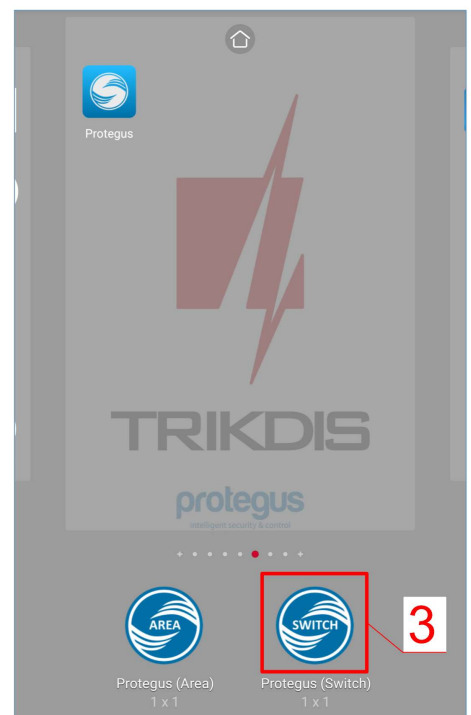 Protegus
TRIKDIS
protegus
intelligent security & control
AREA
SWITCH
3
Protegus (Area)
Protegus (Switch)
1 x 1
1 x 1